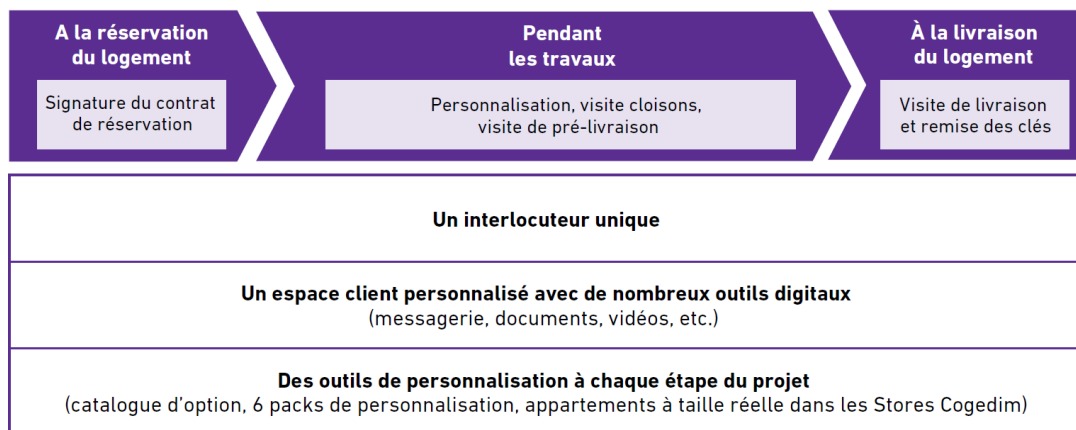 A la réservation
du logement
Signature du contrat
de réservation
Pendant
les travaux
Personnalisation, visite cloisons,
visite de pré-livraison
À la livraison
du logement
Visite de livraison
et remise des clés
Un interlocuteur unique
Un espace client personnalisé avec de nombreux outils digitaux
(messagerie, documents, vidéos, etc.)
Des outils de personnalisation à chaque étape du projet
(catalogue d’option, 6 packs de personnalisation, appartements à taille réelle dans les Stores Cogedim)